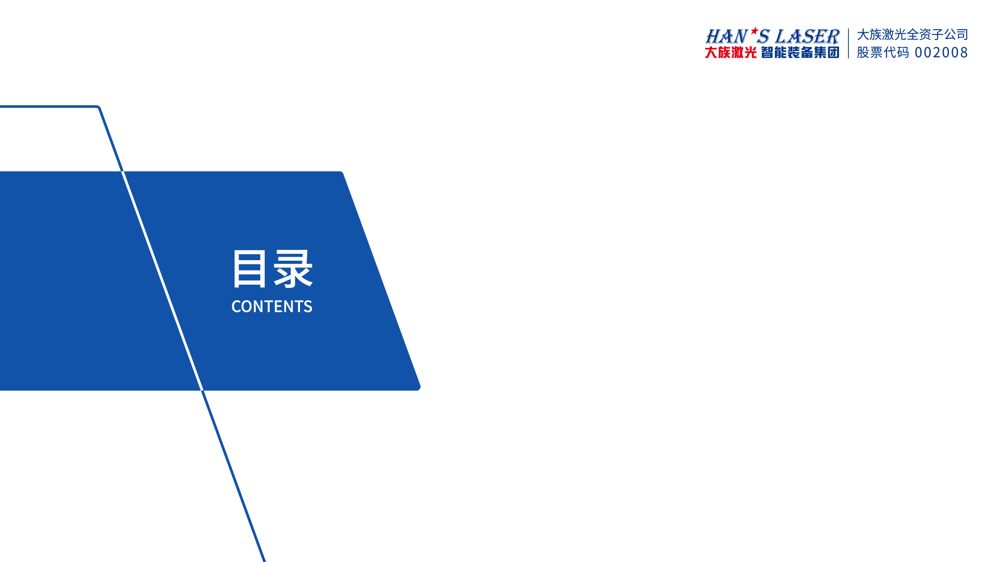 HAN'S LASER
大族激光 智能装备集团
大族激光全资子公司
股票代码 002008
目录
CONTENTS